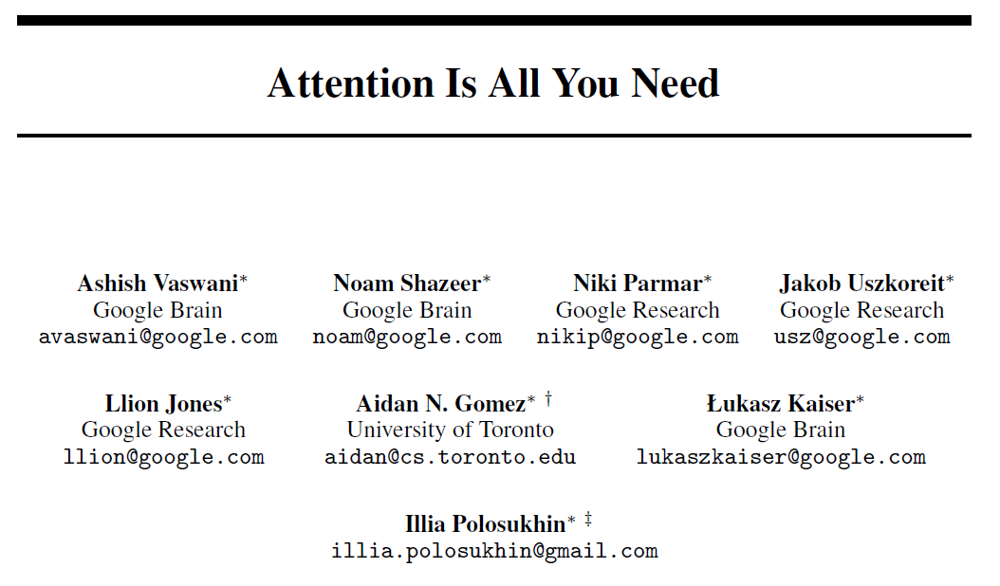 Attention Is All You Need
Ashish Vaswani* Noam Shazeer* Niki Parmar* Jakob Uszkoreit*
Google Brain Google Brain Google Research Google Research
avaswani@google.com noam@google.com nikip@google.com usz@google.com
Llion Jones* Aidan N. Gomez* † Łukasz Kaiser*
Google Research University of Toronto Google Brain
llion@google.com aidan@cs.toronto.edu lukaszkaiser@google.com
Illia Polosukhin* ‡
illia.polosukhin@gmail.com